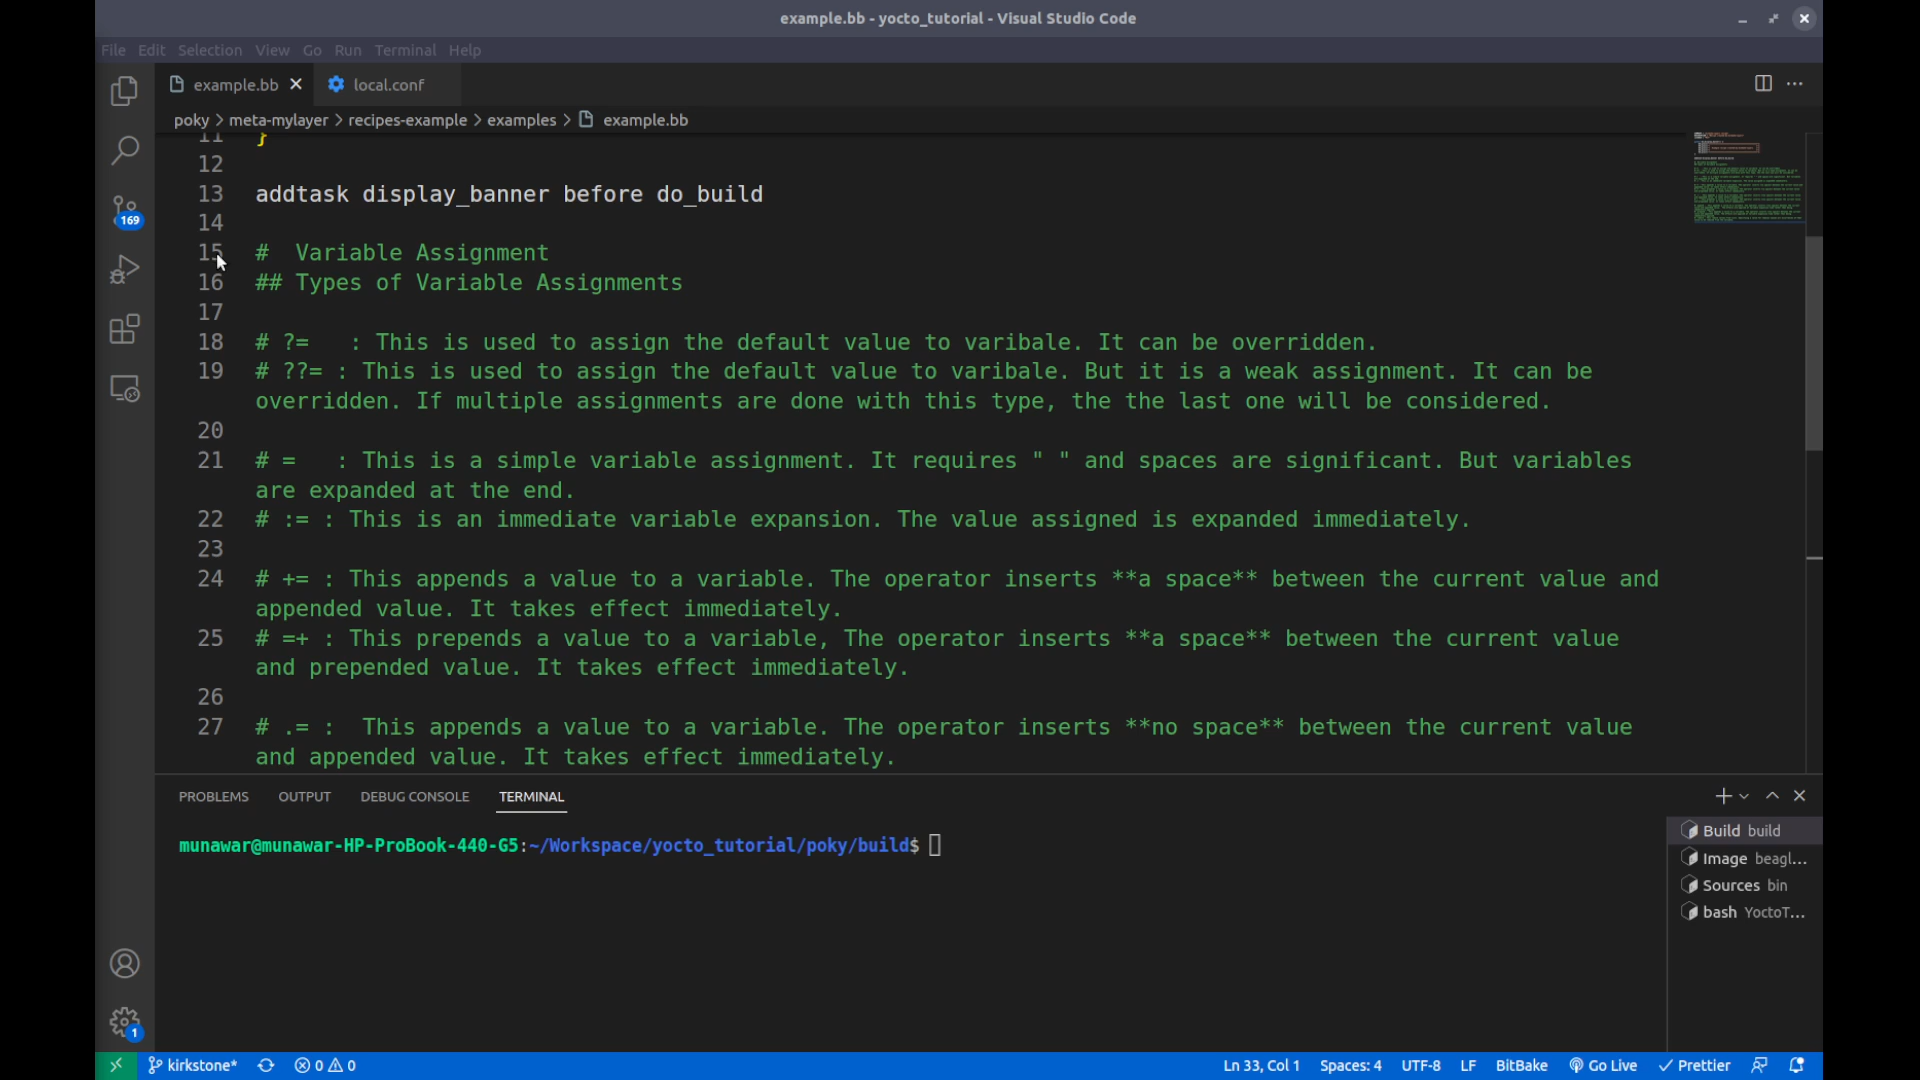 example.bb - yocto_tutorial - Visual Studio Code
File Edit Selection View Go Run Terminal Help
example.bb local.conf
poky > meta-mylayer > recipes-example > examples > example.bb
11 }
12
13 addtask display_banner before do_build
14
15 #  Variable Assignment
16 ## Types of Variable Assignments
17
18 # ?=   : This is used to assign the default value to varibale. It can be overridden.
19 # ??= : This is used to assign the default value to varibale. But it is a weak assignment. It can be
overridden. If multiple assignments are done with this type, the the last one will be considered.
20
21 # =   : This is a simple variable assignment. It requires " " and spaces are significant. But variables
are expanded at the end.
22 # := : This is an immediate variable expansion. The value assigned is expanded immediately.
23
24 # += : This appends a value to a variable. The operator inserts **a space** between the current value and
appended value. It takes effect immediately.
25 # =+ : This prepends a value to a variable, The operator inserts **a space** between the current value
and prepended value. It takes effect immediately.
26
27 # .= :  This appends a value to a variable. The operator inserts **no space** between the current value
and appended value. It takes effect immediately.
169
PROBLEMS OUTPUT DEBUG CONSOLE TERMINAL
munawar@munawar-HP-ProBook-440-G5:~/Workspace/yocto_tutorial/poky/build$
Build build
Image beagl...
Sources bin
bash YoctoT...
1
kirkstone* 0 0 Ln 33, Col 1 Spaces: 4 UTF-8 LF BitBake Go Live Prettier